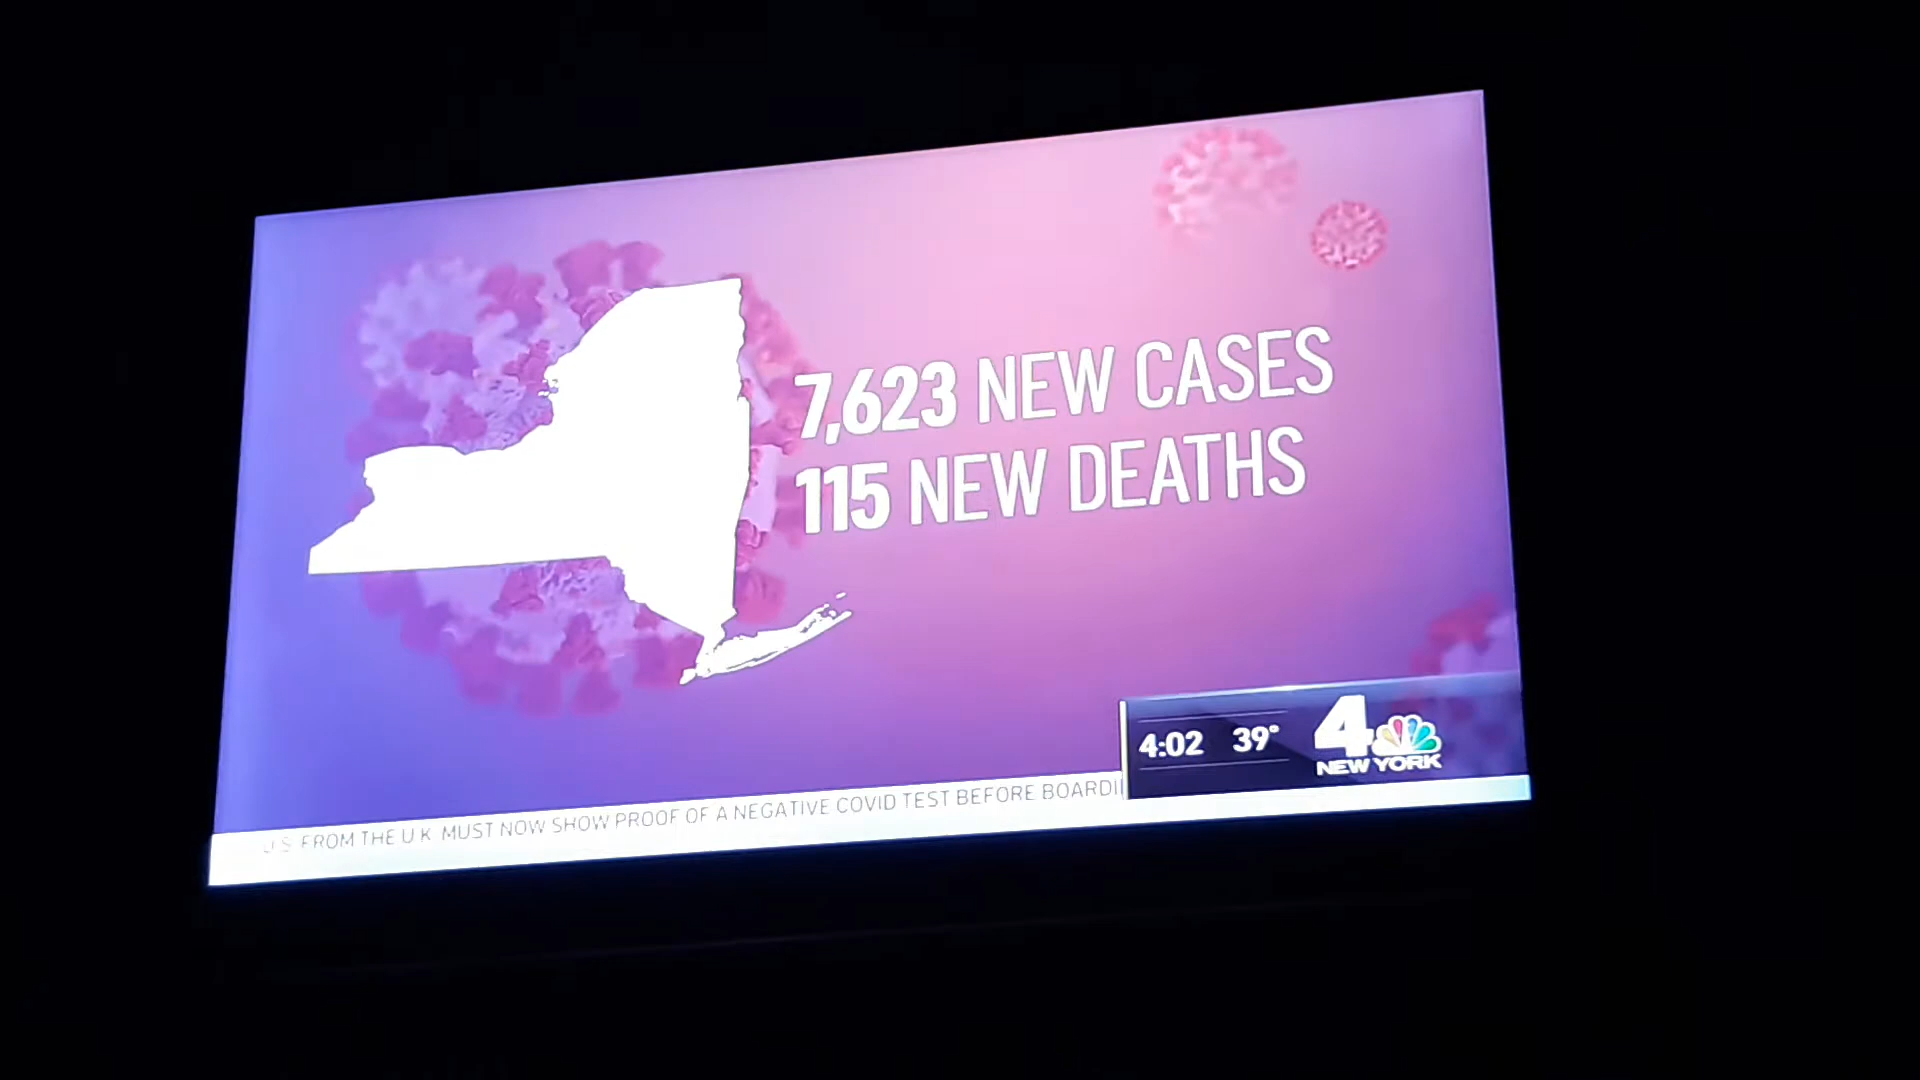 7,623 NEW CASES
115 NEW DEATHS
4:02 39° 4
NEW YORK
U.S. FROM THE U K MUST NOW SHOW PROOF OF A NEGATIVE COVID TEST BEFORE BOARDI